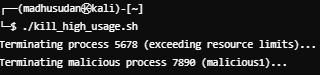 ┌──(madhusudan㉿kali)-[~]
└─$ ./kill_high_usage.sh
Terminating process 5678 (exceeding resource limits)...
Terminating malicious process 7890 (malicious1)...